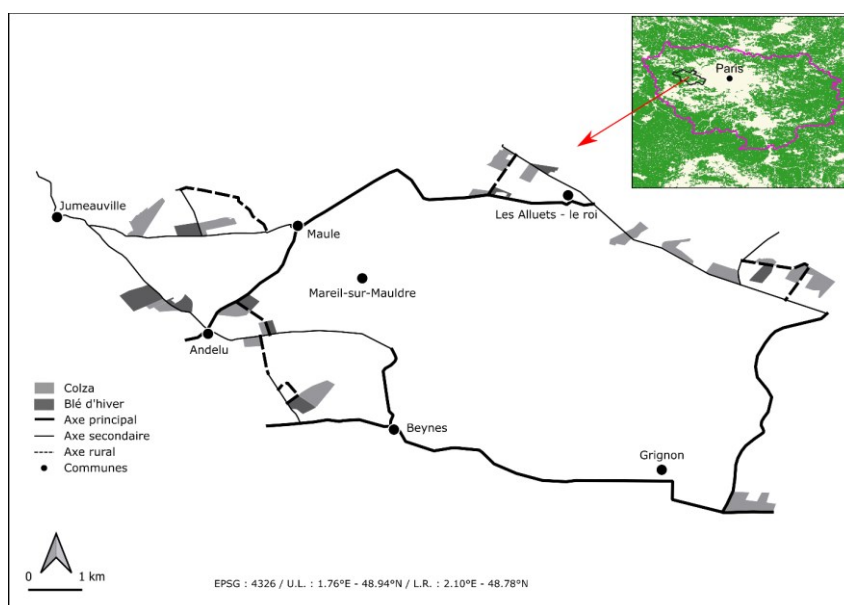 Paris
Jumeauville
Les Alluets - le roi
Maule
Mareil-sur-Mauldre
Andelu
Colza
Blé d'hiver
Axe principal
Axe secondaire
Axe rural
Communes
Beynes
Grignon
0 1 km
EPSG : 4326 / U.L. : 1.76°E - 48.94°N / L.R. : 2.10°E - 48.78°N